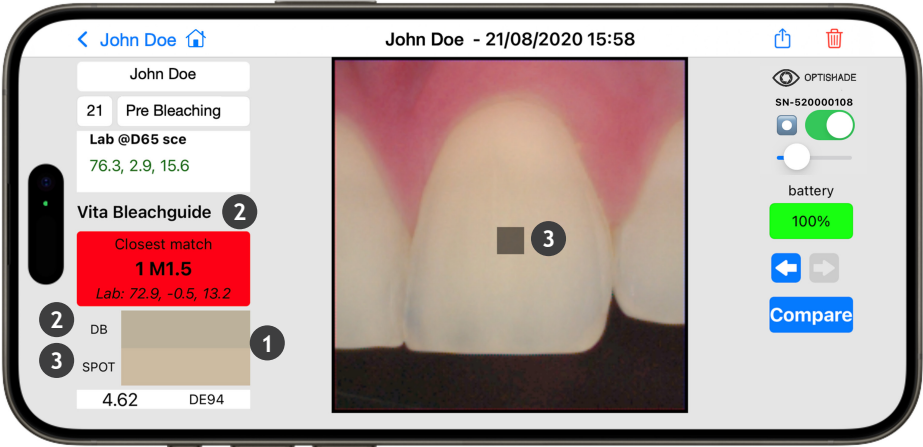 John Doe
John Doe - 21/08/2020 15:58
John Doe
21 Pre Bleaching
Lab @D65 sce
76.3, 2.9, 15.6
Vita Bleachguide 2
Closest match
1 M1.5
Lab: 72.9, -0.5, 13.2
2 DB
1
3 SPOT
4.62 DE94
3
OPTISHADE
SN-520000108
battery
100%
Compare